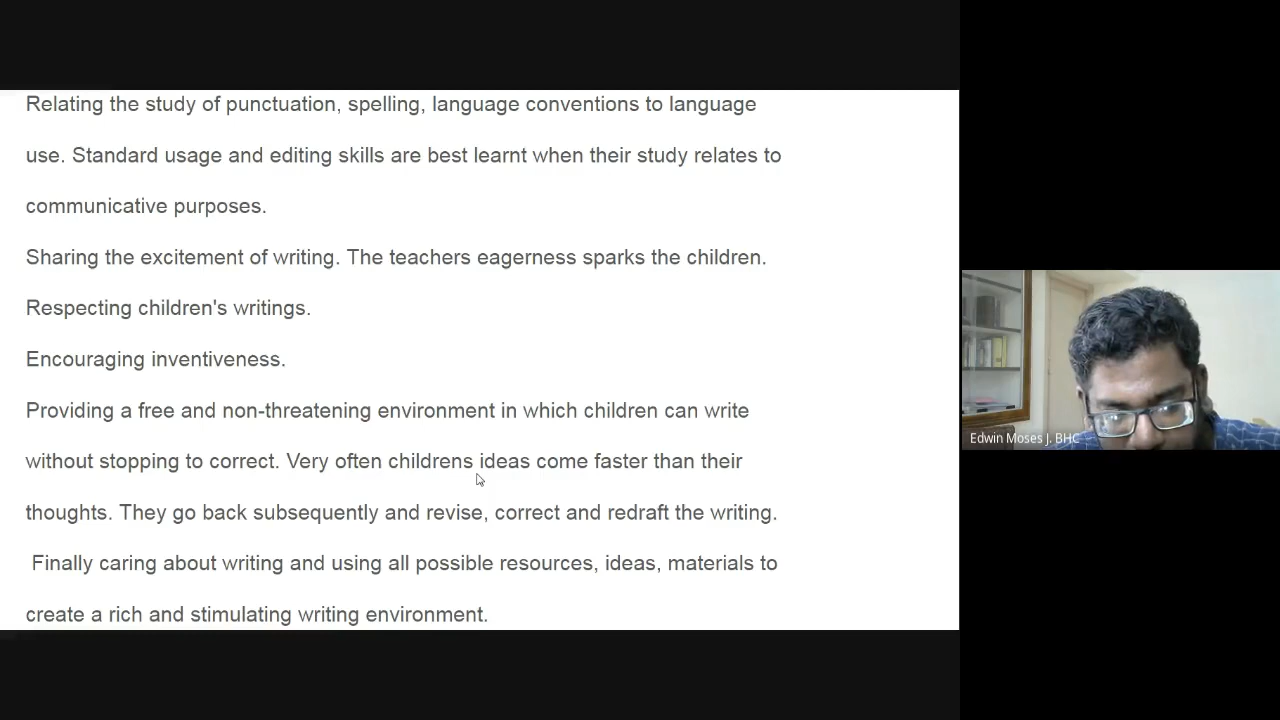 Relating the study of punctuation, spelling, language conventions to language
use. Standard usage and editing skills are best learnt when their study relates to
communicative purposes.
Sharing the excitement of writing. The teachers eagerness sparks the children.
Respecting children's writings.
Encouraging inventiveness.
Providing a free and non-threatening environment in which children can write
without stopping to correct. Very often childrens ideas come faster than their
thoughts. They go back subsequently and revise, correct and redraft the writing.
Finally caring about writing and using all possible resources, ideas, materials to
create a rich and stimulating writing environment.
Edwin Moses J. BHC